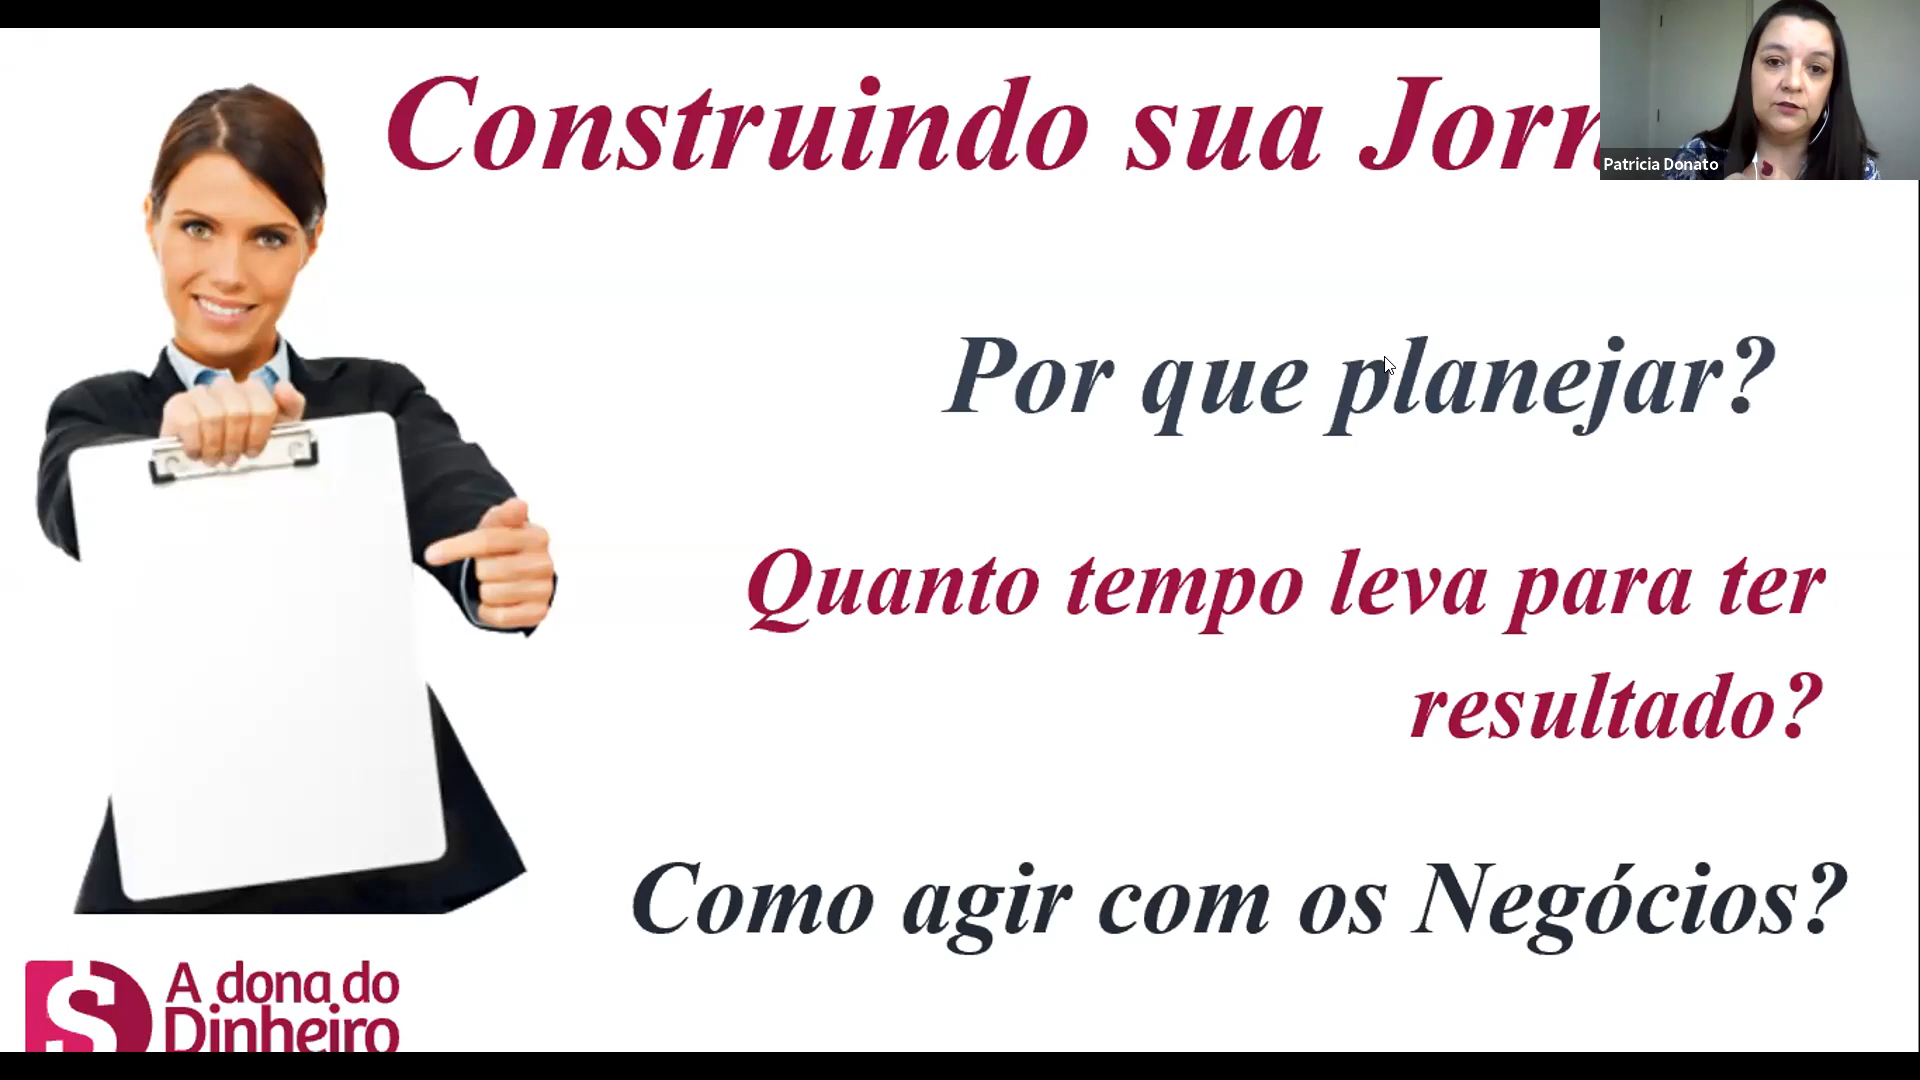 Construindo sua Jorn
Patricia Donato
Por que planejar?
Quanto tempo leva para ter
resultado?
Como agir com os Negócios?
A dona do
Dinheiro